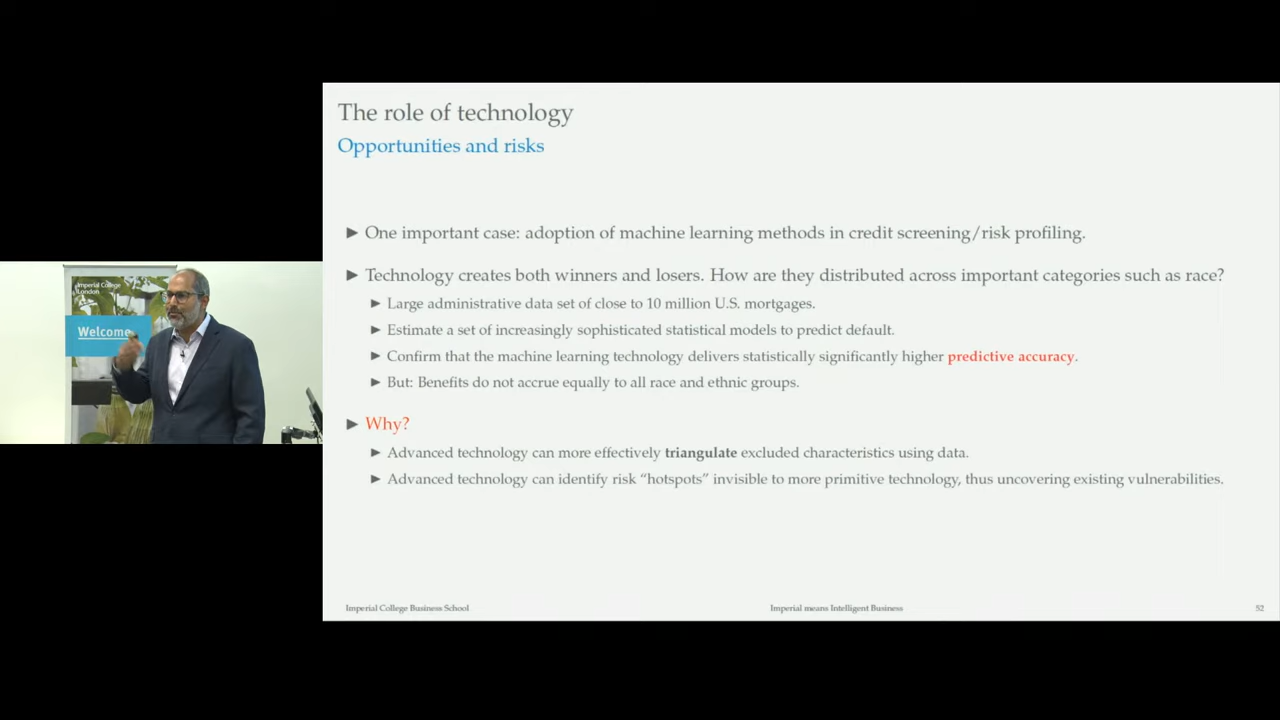 Imperial College
London
Welcome
The role of technology
Opportunities and risks
► One important case: adoption of machine learning methods in credit screening/risk profiling.
► Technology creates both winners and losers. How are they distributed across important categories such as race?
► Large administrative data set of close to 10 million U.S. mortgages.
► Estimate a set of increasingly sophisticated statistical models to predict default.
► Confirm that the machine learning technology delivers statistically significantly higher predictive accuracy.
► But: Benefits do not accrue equally to all race and ethnic groups.
► Why?
► Advanced technology can more effectively triangulate excluded characteristics using data.
► Advanced technology can identify risk “hotspots” invisible to more primitive technology, thus uncovering existing vulnerabilities.
Imperial College Business School
Imperial means Intelligent Business
52